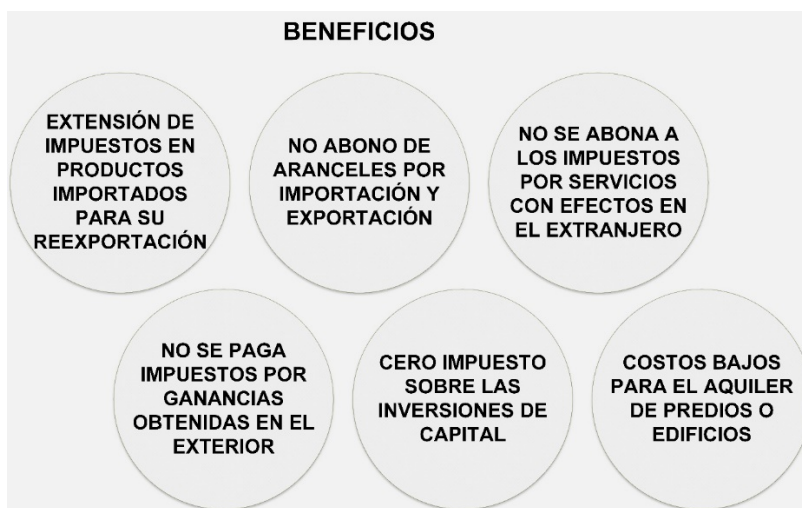 BENEFICIOS
EXTENSIÓN DE
IMPUESTOS EN
PRODUCTOS
IMPORTADOS
PARA SU
REEXPORTACIÓN
NO ABONO DE
ARANCELES POR
IMPORTACIÓN Y
EXPORTACIÓN
NO SE ABONA A
LOS IMPUESTOS
POR SERVICIOS
CON EFECTOS EN
EL EXTRANJERO
NO SE PAGA
IMPUESTOS POR
GANANCIAS
OBTENIDAS EN EL
EXTERIOR
CERO IMPUESTO
SOBRE LAS
INVERSIONES DE
CAPITAL
COSTOS BAJOS
PARA EL AQUILER
DE PREDIOS O
EDIFICIOS